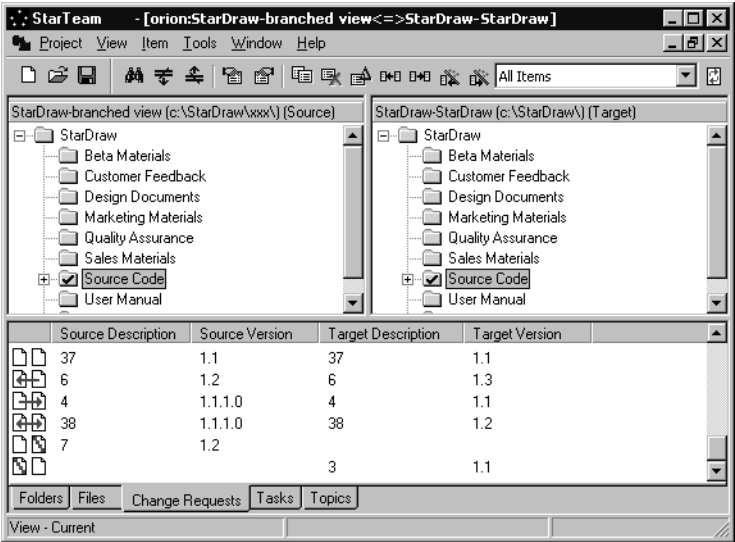 StarTeam - [orion:StarDraw-branched view<=>StarDraw-StarDraw]
Project View Item Tools Window Help
All Items
StarDraw-branched view (c:\StarDraw\xxx\) (Source)
StarDraw
Beta Materials
Customer Feedback
Design Documents
Marketing Materials
Quality Assurance
Sales Materials
Source Code
User Manual
StarDraw-StarDraw (c:\StarDraw\) (Target)
StarDraw
Beta Materials
Customer Feedback
Design Documents
Marketing Materials
Quality Assurance
Sales Materials
Source Code
User Manual
Source Description Source Version Target Description Target Version
37 1.1 37 1.1
6 1.2 6 1.3
4 1.1.1.0 4 1.1
38 1.1.1.0 38 1.2
7 1.2
3 1.1
Folders Files Change Requests Tasks Topics
View - Current